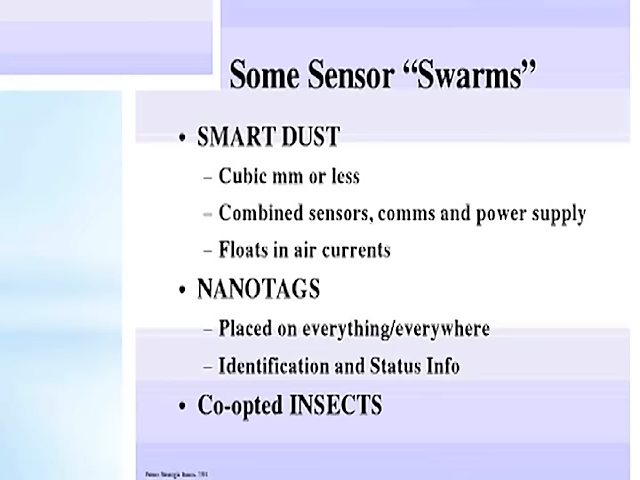 Some Sensor “Swarms”
• SMART DUST
– Cubic mm or less
– Combined sensors, comms and power supply
– Floats in air currents
• NANOTAGS
– Placed on everything/everywhere
– Identification and Status Info
• Co-opted INSECTS